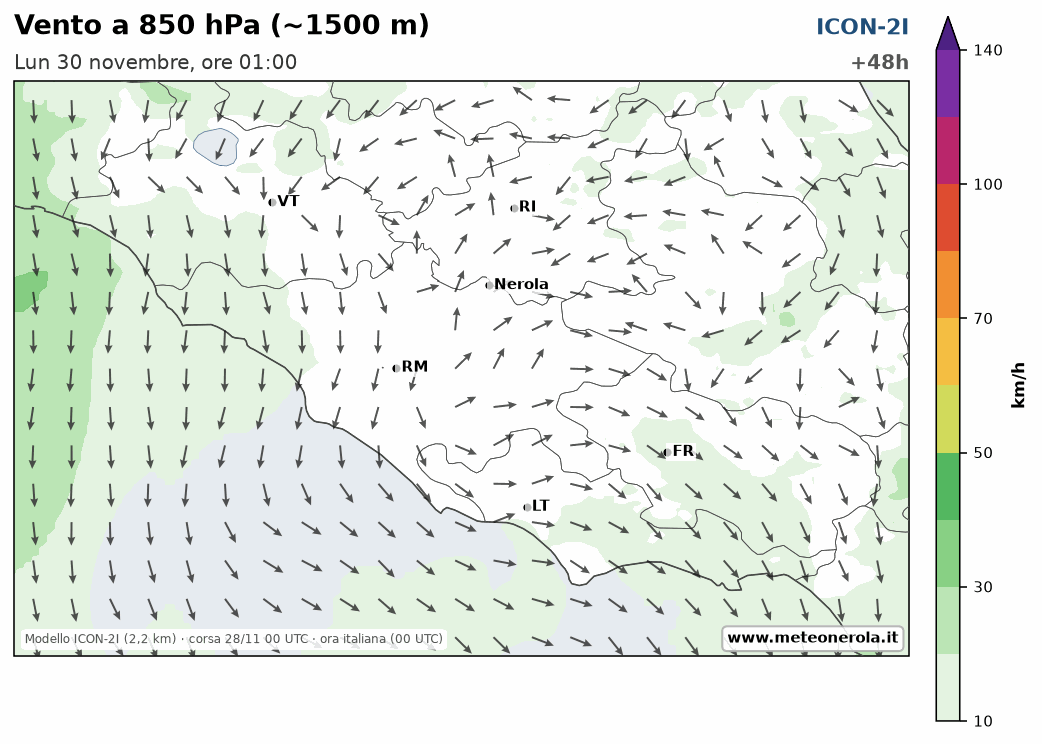 Vento a 850 hPa (~1500 m)
ICON-2I
Lun 30 novembre, ore 01:00
+48h
140
100
70
50
30
10
km/h
VT
RI
Nerola
RM
FR
LT
Modello ICON-2I (2,2 km) · corsa 28/11 00 UTC · ora italiana (00 UTC)
www.meteonerola.it